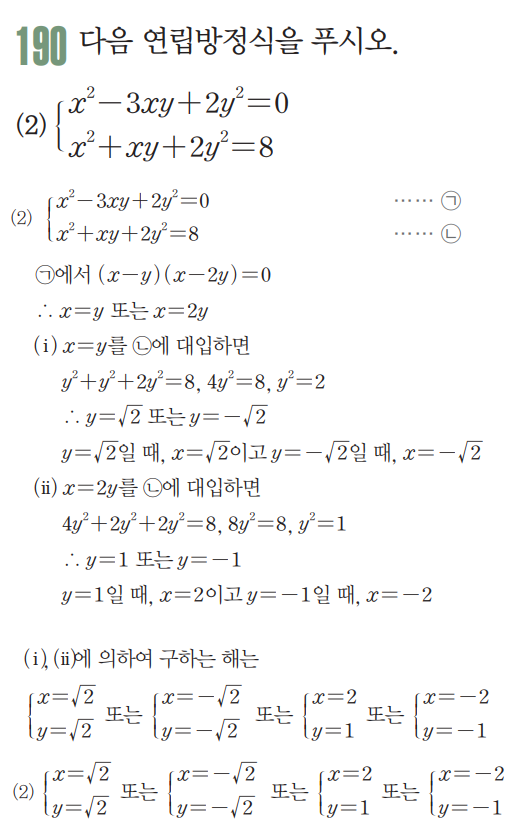 190 다음 연립방정식을 푸시오.
(2) { x²-3xy+2y²=0
x²+xy+2y²=8
(2) { x²-3xy+2y²=0 …… ㉠
x²+xy+2y²=8 …… ㉡
㉠에서 (x-y)(x-2y)=0
∴ x=y 또는 x=2y
(ⅰ) x=y를 ㉡에 대입하면
y²+y²+2y²=8, 4y²=8, y²=2
∴ y=√2 또는 y=-√2
y=√2일 때, x=√2이고 y=-√2일 때, x=-√2
(ⅱ) x=2y를 ㉡에 대입하면
4y²+2y²+2y²=8, 8y²=8, y²=1
∴ y=1 또는 y=-1
y=1일 때, x=2이고 y=-1일 때, x=-2
(ⅰ), (ⅱ)에 의하여 구하는 해는
{ x=√2 y=√2 또는 { x=-√2 y=-√2 또는 { x=2 y=1 또는 { x=-2 y=-1
(2) { x=√2 y=√2 또는 { x=-√2 y=-√2 또는 { x=2 y=1 또는 { x=-2 y=-1